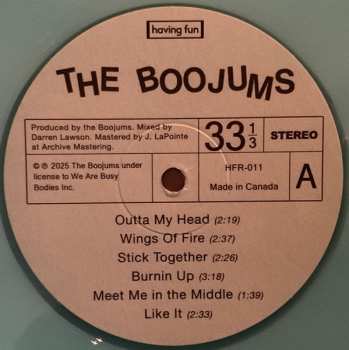 having fun
THE BOOJUMS
Produced by the Boojums. Mixed by
Darren Lawson. Mastered by J. LaPointe
at Archive Mastering.
33 1/3
STEREO
© ℗ 2025 The Boojums under
license to We Are Busy
Bodies Inc.
HFR-011
Made in Canada
A
Outta My Head (2:19)
Wings Of Fire (2:37)
Stick Together (2:26)
Burnin Up (3:18)
Meet Me in the Middle (1:39)
Like It (2:33)